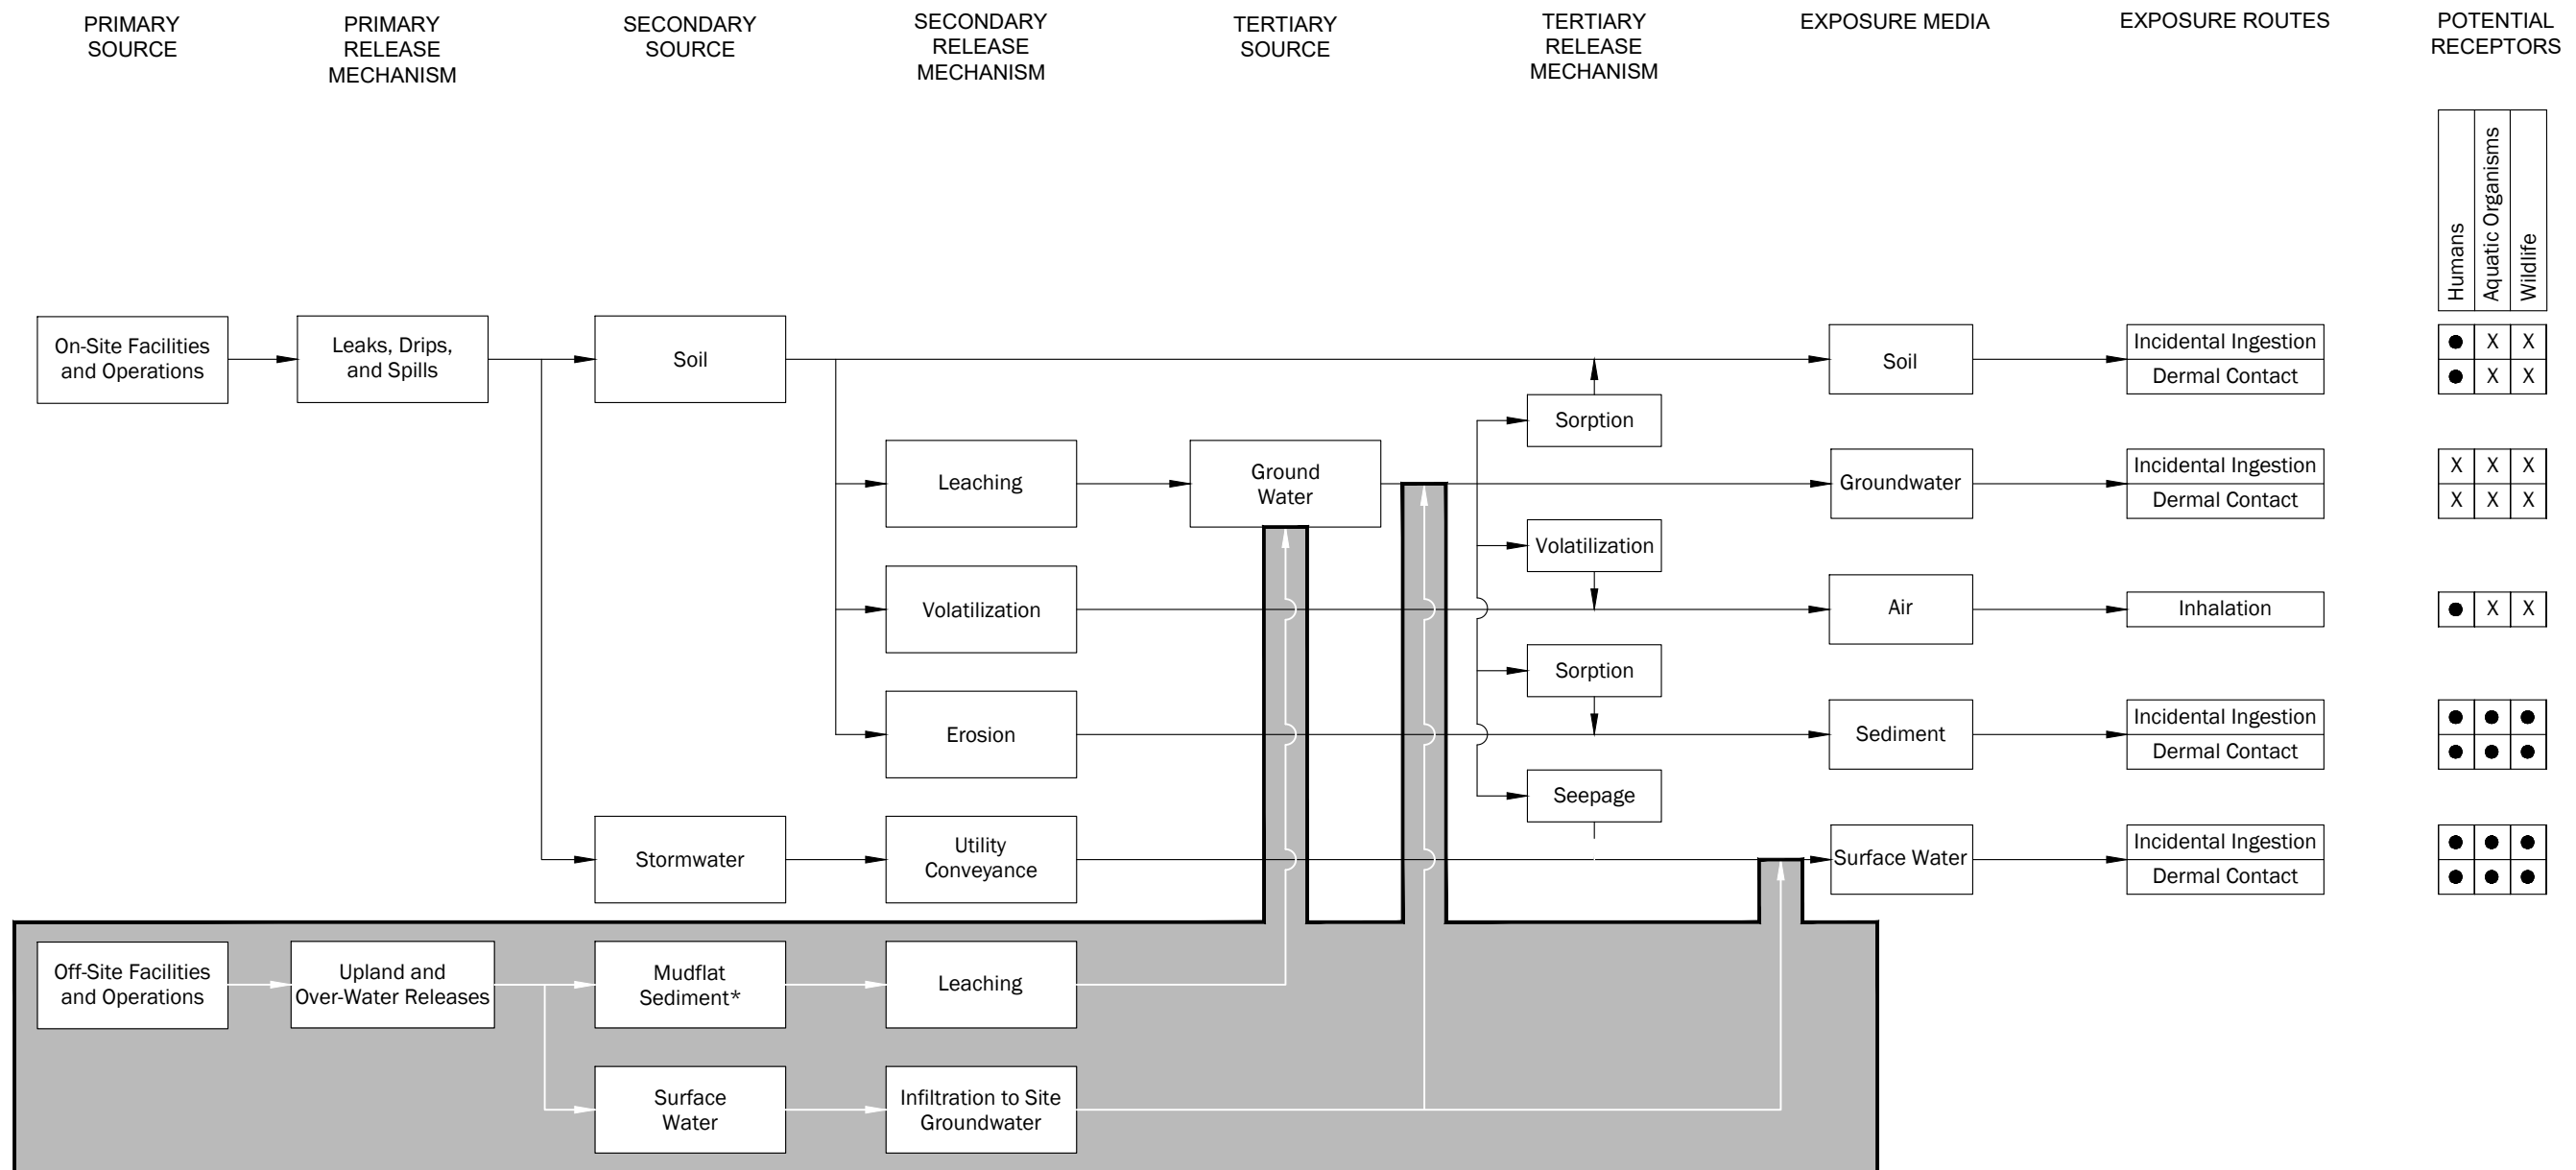 PRIMARY
SOURCE
PRIMARY
RELEASE
MECHANISM
SECONDARY
SOURCE
SECONDARY
RELEASE
MECHANISM
TERTIARY
SOURCE
TERTIARY
RELEASE
MECHANISM
EXPOSURE MEDIA
EXPOSURE ROUTES
POTENTIAL
RECEPTORS
Humans
Aquatic Organisms
Wildlife
On-Site Facilities
and Operations
Leaks, Drips,
and Spills
Soil
Soil
Incidental Ingestion
● X X
Dermal Contact
● X X
Sorption
Leaching
Ground
Water
Groundwater
Incidental Ingestion
X X X
Dermal Contact
X X X
Volatilization
Volatilization
Air
Inhalation
● X X
Sorption
Erosion
Sediment
Incidental Ingestion
● ● ●
Dermal Contact
● ● ●
Seepage
Stormwater
Utility
Conveyance
Surface Water
Incidental Ingestion
● ● ●
Dermal Contact
● ● ●
Off-Site Facilities
and Operations
Upland and
Over-Water Releases
Mudflat
Sediment*
Leaching
Surface
Water
Infiltration to Site
Groundwater